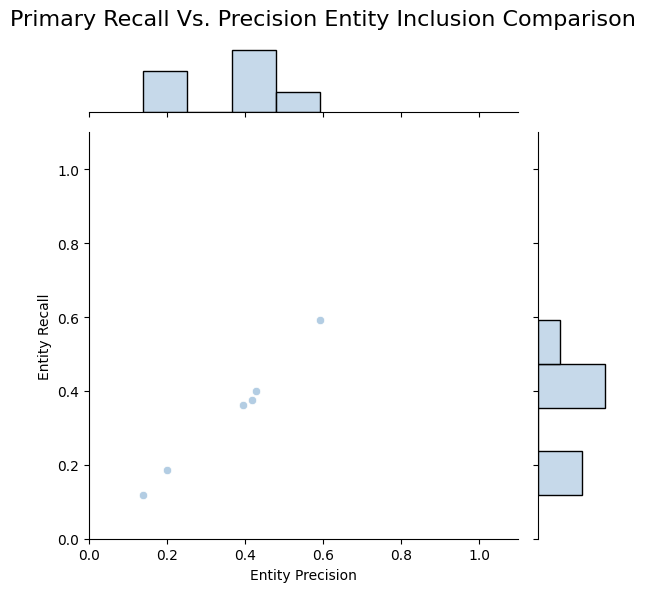 Primary Recall Vs. Precision Entity Inclusion Comparison
1.0
0.8
0.6
0.4
0.2
0.0
Entity Recall
0.0 0.2 0.4 0.6 0.8 1.0
Entity Precision